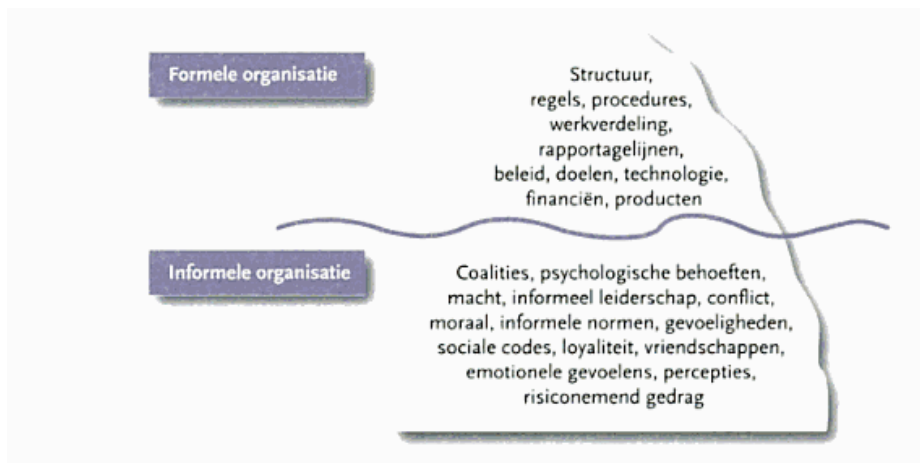 Formele organisatie
Structuur,
regels, procedures,
werkverdeling,
rapportagelijnen,
beleid, doelen, technologie,
financiën, producten
Informele organisatie
Coalities, psychologische behoeften,
macht, informeel leiderschap, conflict,
moraal, informele normen, gevoeligheden,
sociale codes, loyaliteit, vriendschappen,
emotionele gevoelens, percepties,
risiconemend gedrag